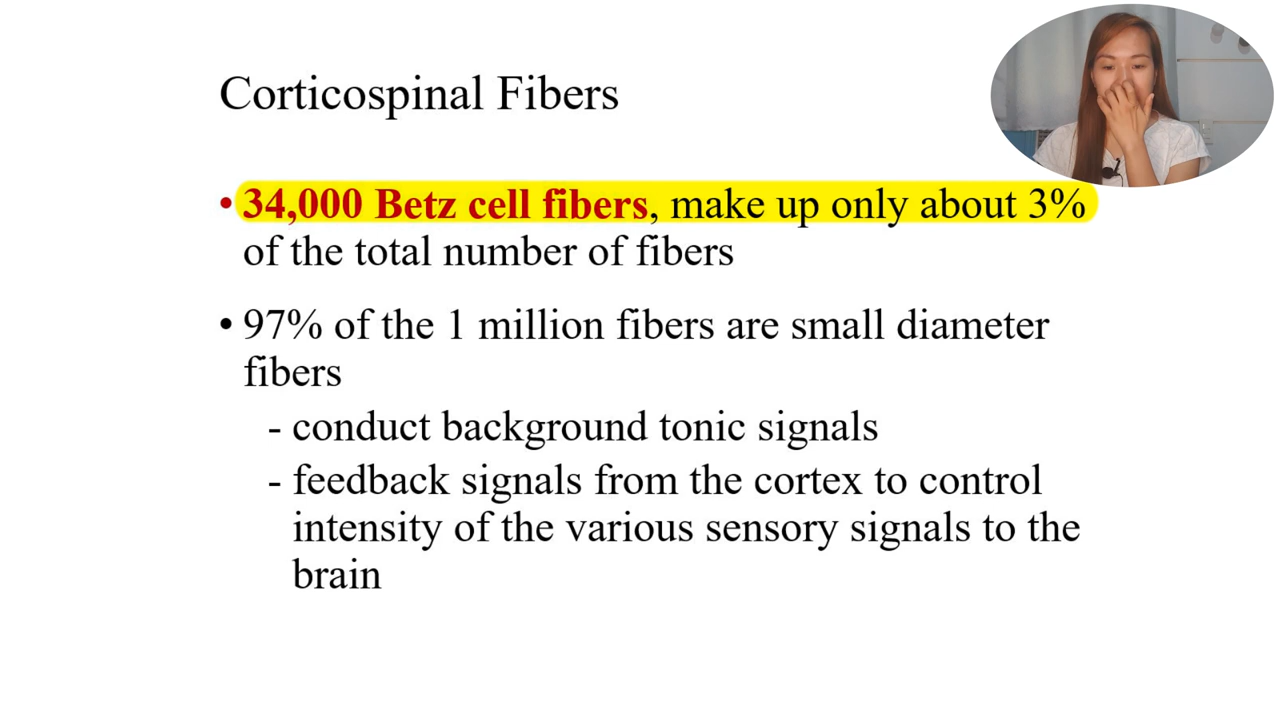 Corticospinal Fibers
• 34,000 Betz cell fibers, make up only about 3%
of the total number of fibers
• 97% of the 1 million fibers are small diameter
fibers
- conduct background tonic signals
- feedback signals from the cortex to control
intensity of the various sensory signals to the
brain